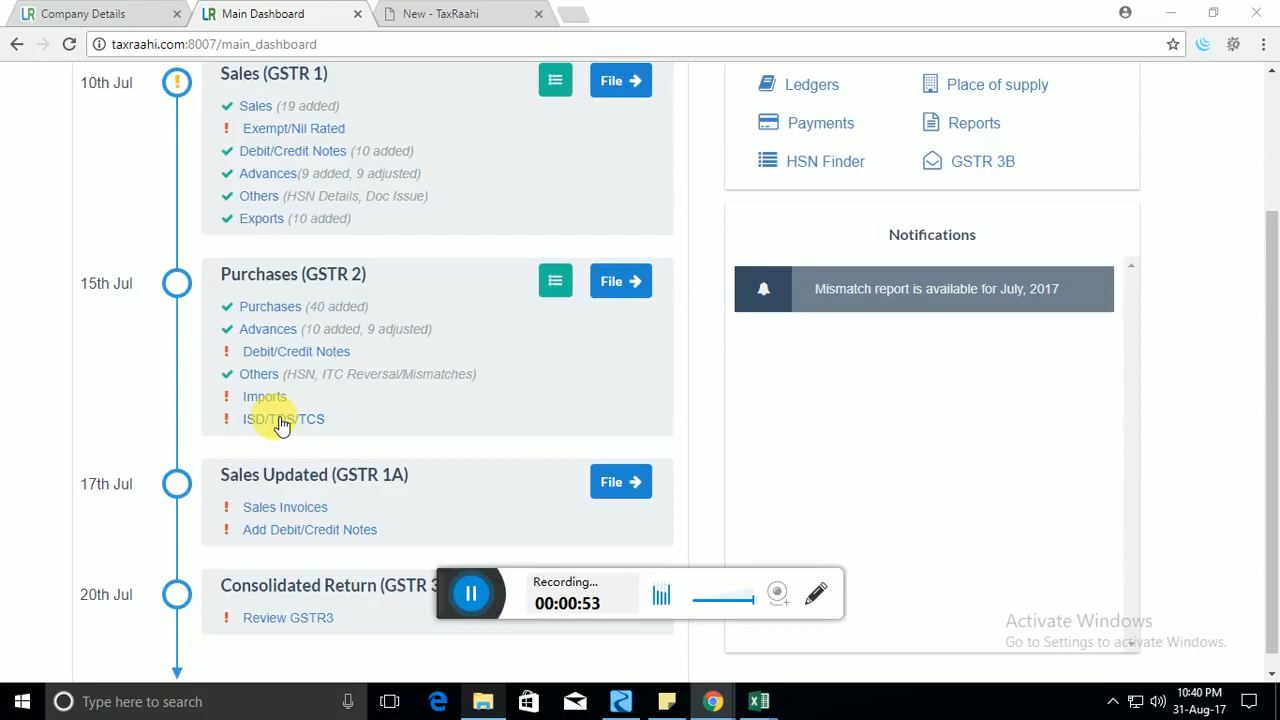 Company Details
Main Dashboard
New - TaxRaahi
taxraahi.com:8007/main_dashboard
10th Jul
Sales (GSTR 1)
File
Sales (19 added)
Exempt/Nil Rated
Debit/Credit Notes (10 added)
Advances(9 added, 9 adjusted)
Others (HSN Details, Doc Issue)
Exports (10 added)
15th Jul
Purchases (GSTR 2)
File
Purchases (40 added)
Advances (10 added, 9 adjusted)
Debit/Credit Notes
Others (HSN, ITC Reversal/Mismatches)
Imports
ISD/TDS/TCS
17th Jul
Sales Updated (GSTR 1A)
File
Sales Invoices
Add Debit/Credit Notes
20th Jul
Consolidated Return (GSTR 3
Review GSTR3
Ledgers
Place of supply
Payments
Reports
HSN Finder
GSTR 3B
Notifications
Mismatch report is available for July, 2017
Recording...
00:00:53
Activate Windows
Go to Settings to activate Windows.
Type here to search
10:40 PM
31-Aug-17